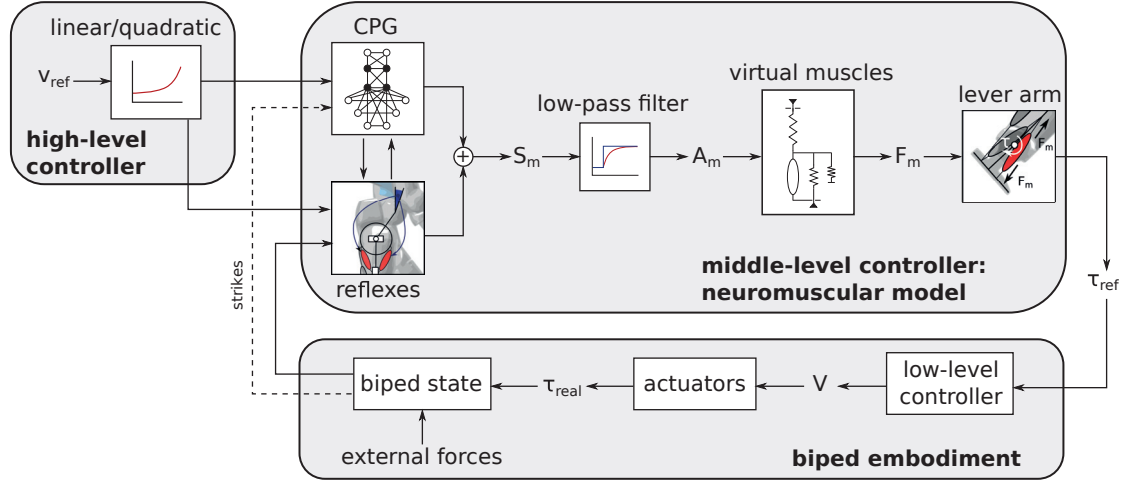 linear/quadratic
v_ref
high-level
controller
CPG
reflexes
S_m
low-pass filter
A_m
virtual muscles
F_m
lever arm
τ
F_m
F_m
middle-level controller:
neuromuscular model
τ_ref
strikes
biped state
τ_real
actuators
V
low-level
controller
external forces
biped embodiment